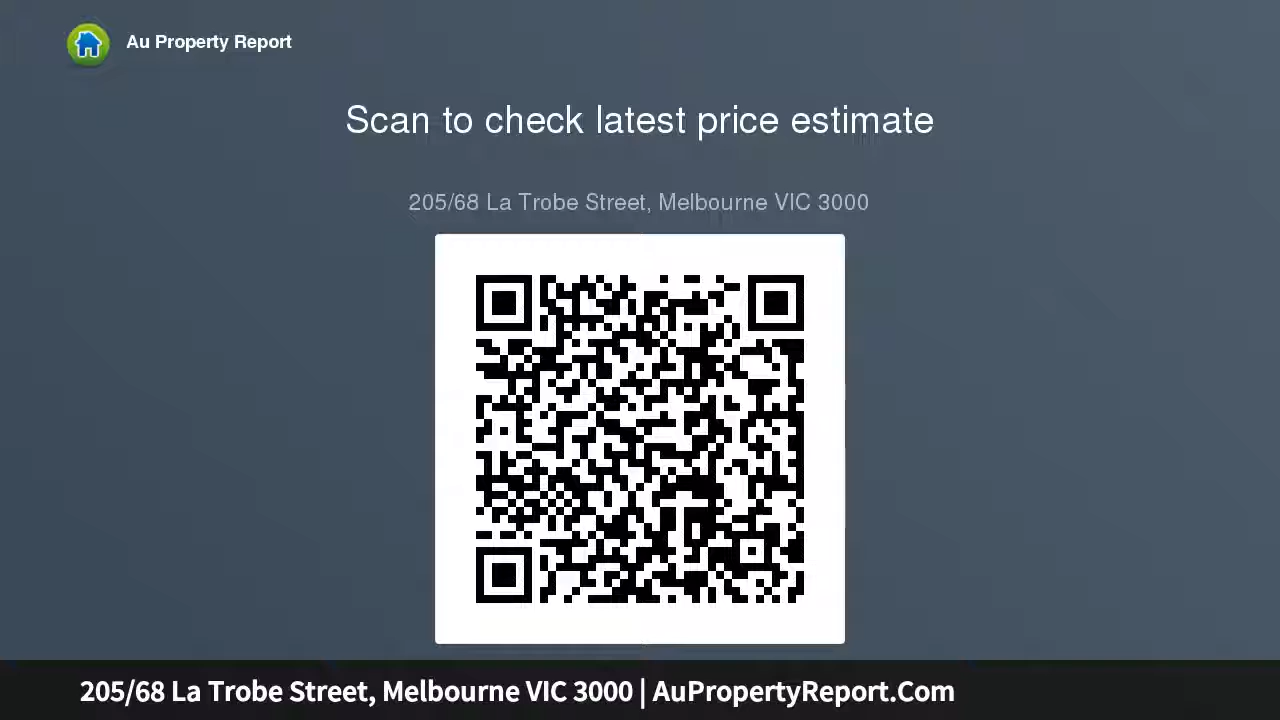 Au Property Report
Scan to check latest price estimate
205/68 La Trobe Street, Melbourne VIC 3000
205/68 La Trobe Street, Melbourne VIC 3000 | AuPropertyReport.Com